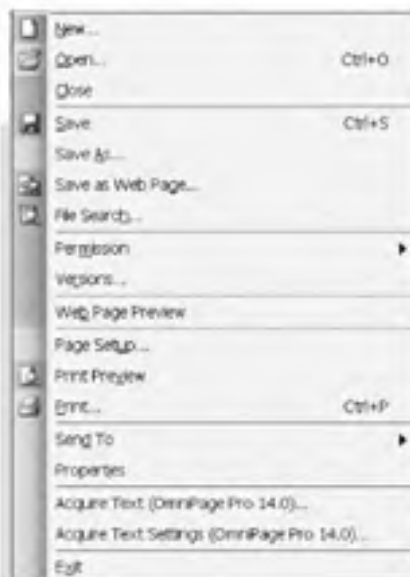 New...
Open... Ctrl+O
Close
Save Ctrl+S
Save As...
Save as Web Page...
File Search...
Permission
Versions...
Web Page Preview
Page Setup...
Print Preview
Print... Ctrl+P
Send To
Properties
Acquire Text (OmniPage Pro 14.0)...
Acquire Text Settings (OmniPage Pro 14.0)...
Exit